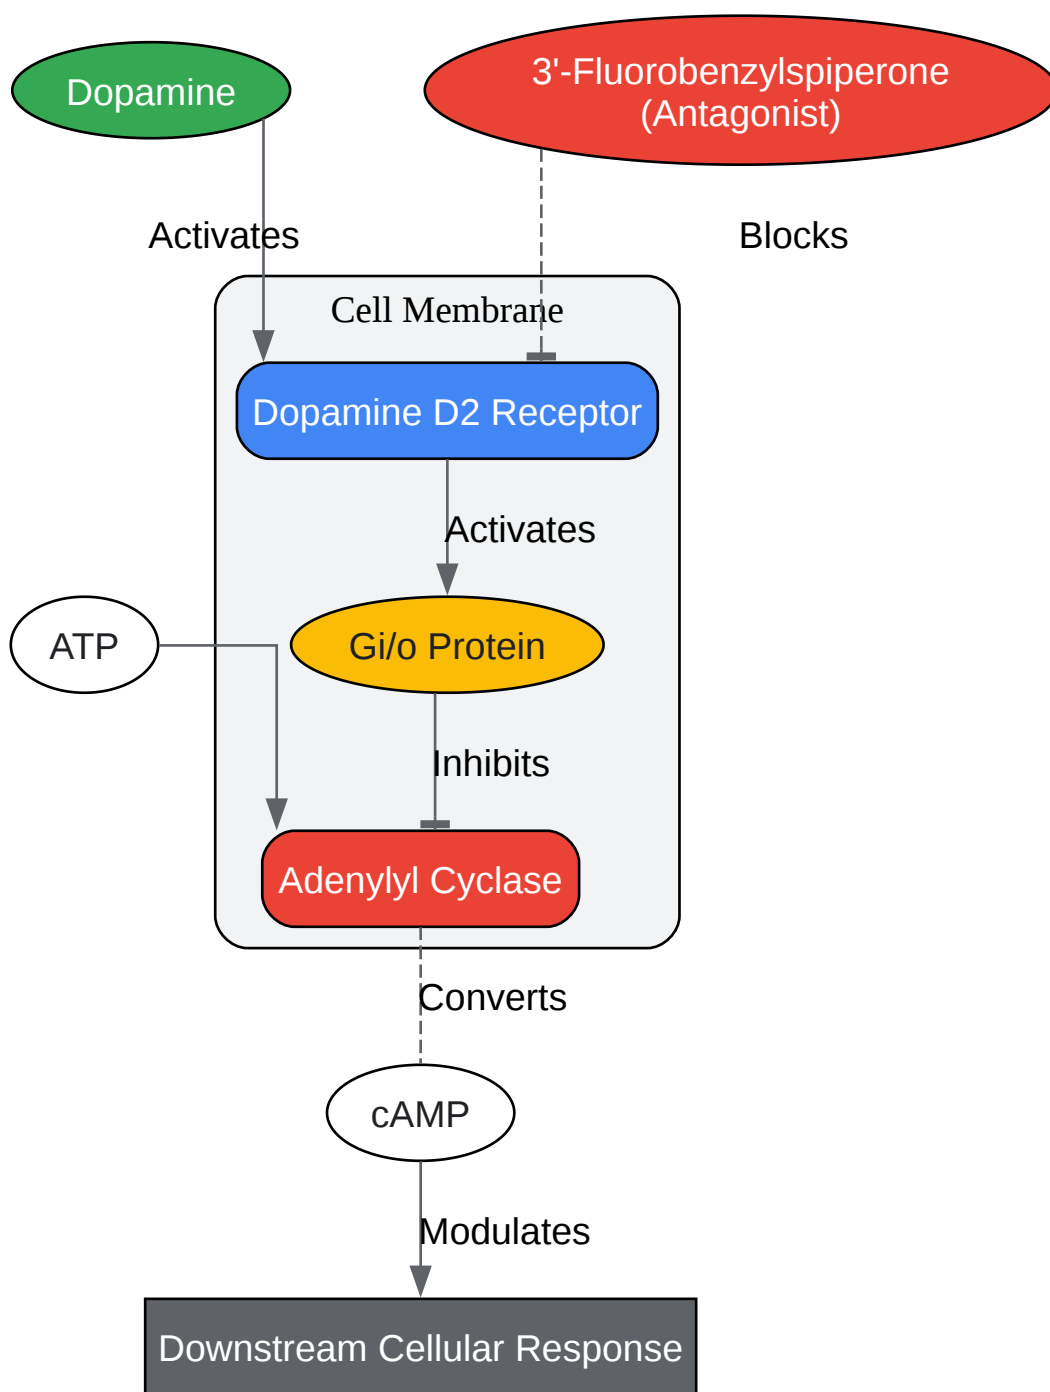 Dopamine
3'-Fluorobenzylspiperone
(Antagonist)
Activates
Blocks
Cell Membrane
Dopamine D2 Receptor
Activates
ATP
Gi/o Protein
Inhibits
Adenylyl Cyclase
Converts
cAMP
Modulates
Downstream Cellular Response